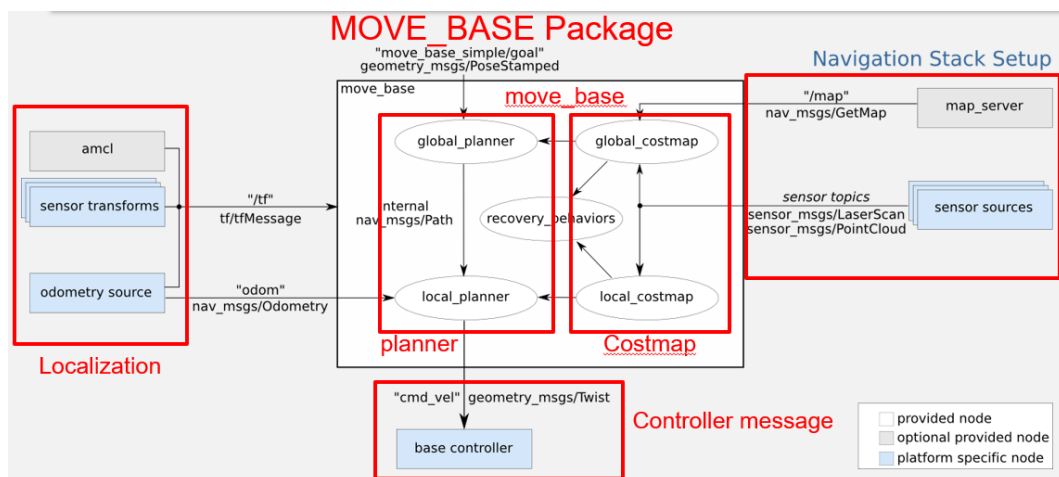 MOVE_BASE Package
"move_base_simple/goal"
geometry_msgs/PoseStamped
Navigation Stack Setup
move_base
move_base
"/map"
nav_msgs/GetMap
map_server
amcl
global_planner
global_costmap
sensor transforms
"/tf"
tf/tfMessage
internal
nav_msgs/Path
recovery_behaviors
sensor topics
sensor_msgs/LaserScan
sensor_msgs/PointCloud
sensor sources
odometry source
"odom"
nav_msgs/Odometry
local_planner
local_costmap
planner
Costmap
Localization
"cmd_vel"
geometry_msgs/Twist
Controller message
base controller
provided node
optional provided node
platform specific node